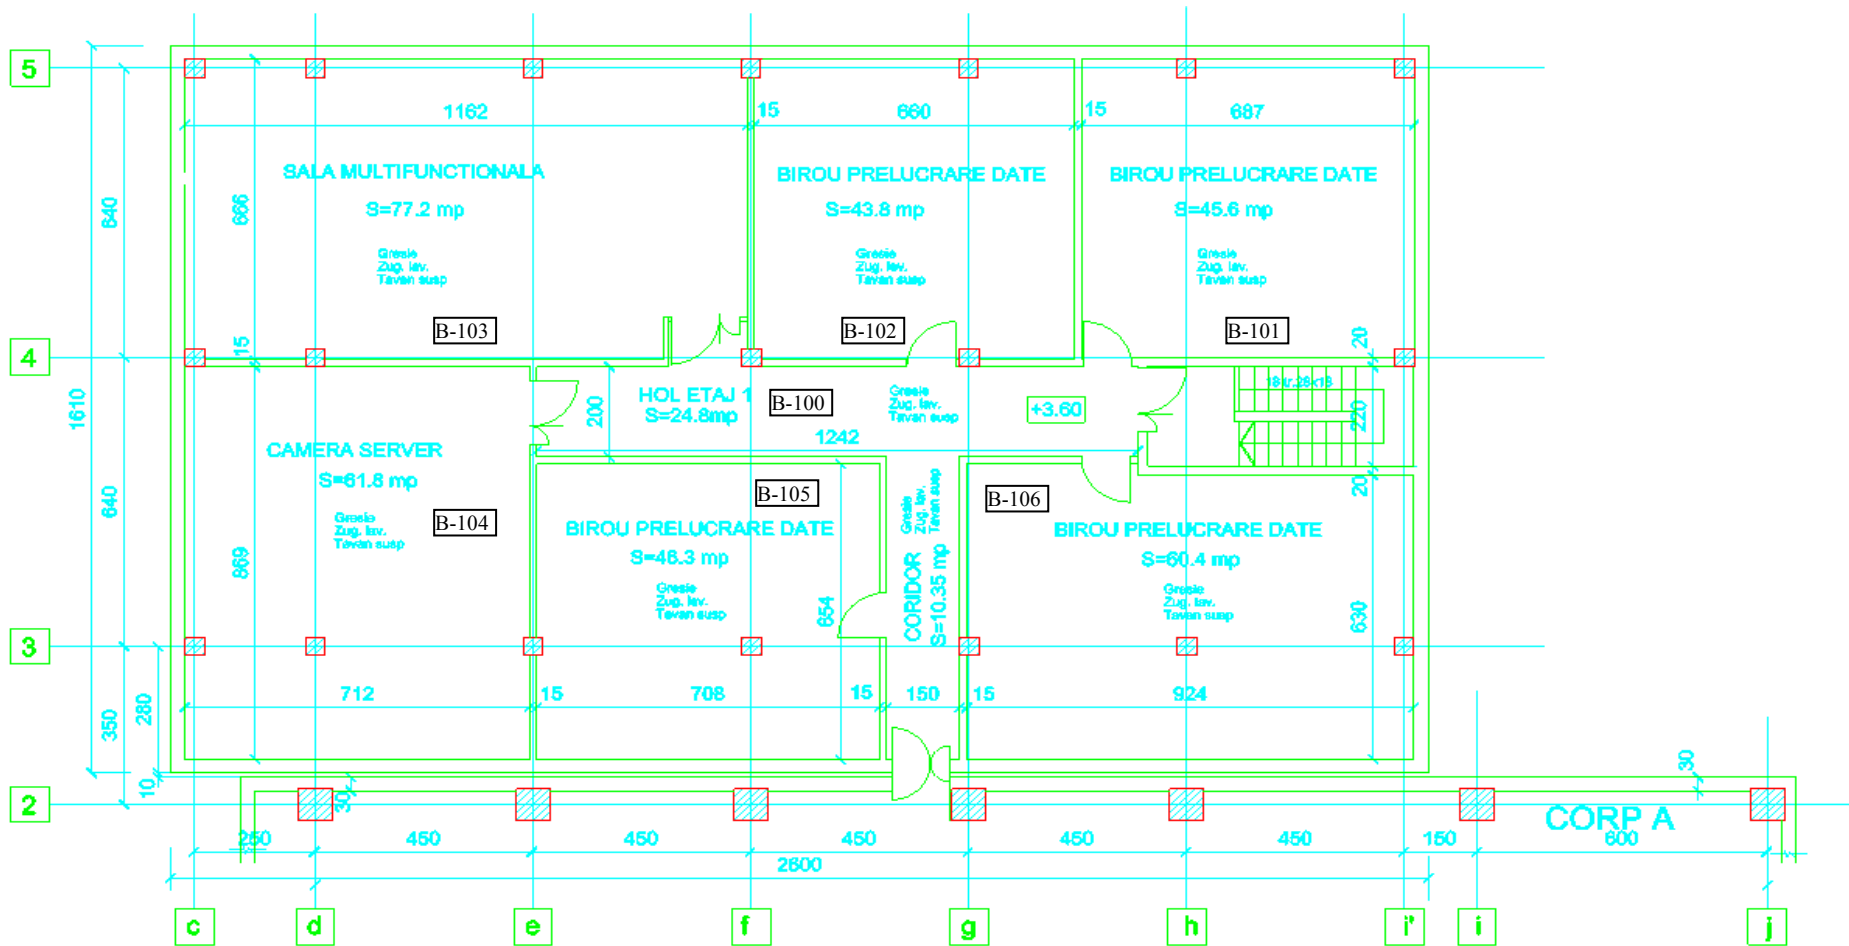 5
1162
15
660
15
687
SALA MULTIFUNCTIONALA
S=77.2 mp
Gresie
Zug. lav.
Tavan susp
B-103
BIROU PRELUCRARE DATE
S=43.8 mp
Gresie
Zug. lav.
Tavan susp
B-102
BIROU PRELUCRARE DATE
S=45.6 mp
Gresie
Zug. lav.
Tavan susp
B-101
640
666
15
20
4
1610
HOL ETAJ 1
S=24.8mp
B-100
Gresie
Zug. lav.
Tavan susp
+3.60
200
1242
220
20
CAMERA SERVER
S=61.8 mp
Gresie
Zug. lav.
Tavan susp
B-104
640
869
B-105
BIROU PRELUCRARE DATE
S=46.3 mp
Gresie
Zug. lav.
Tavan susp
654
CORIDOR
S=10.35 mp
Gresie
Zug. lav.
Tavan susp
B-106
BIROU PRELUCRARE DATE
S=60.4 mp
Gresie
Zug. lav.
Tavan susp
630
3
712
15
708
15
150
15
924
350
280
10
30
30
2
CORP A
250
450
450
450
450
450
150
600
2600
c
d
e
f
g
h
i'
i
j